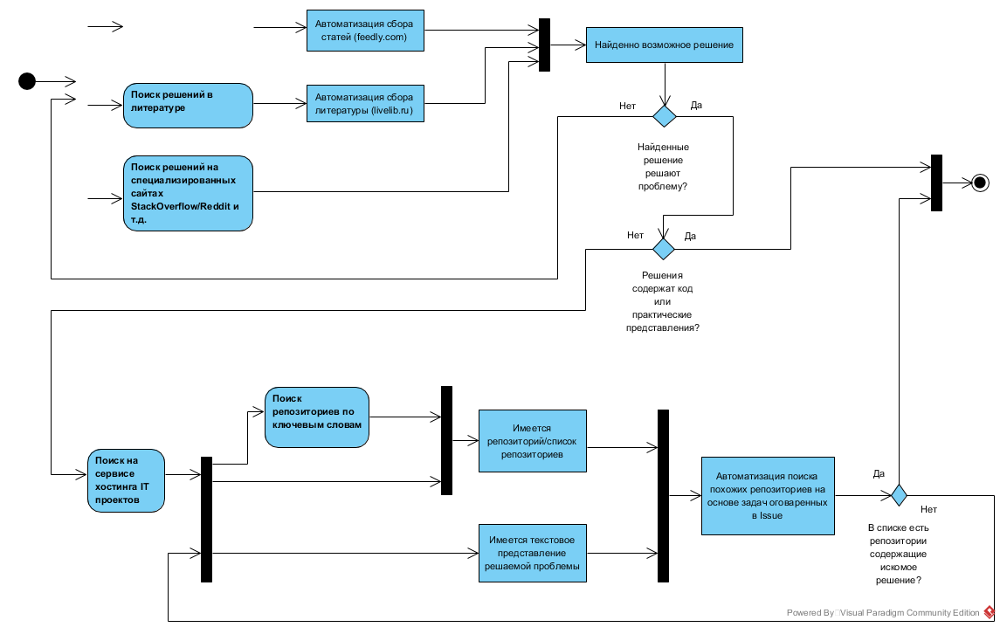 Автоматизация сбора
статей (feedly.com)
Найденно возможное решение
Поиск решений в
литературе
Автоматизация сбора
литературы (livelib.ru)
Нет
Да
Найденные
решение
решают
проблему?
Поиск решений на
специализированных
сайтах
StackOverflow/Reddit и
т.д.
Нет
Да
Решения
содержат код
или
практические
представления?
Поиск
репозиториев по
ключевым словам
Имеется
репозиторий/список
репозиториев
Поиск на
сервисе
хостинга IT
проектов
Автоматизация поиска
похожих репозиториев на
основе задач оговаренных
в Issue
Да
Нет
В списке есть
репозитории
содержащие
искомое
решение?
Имеется текстовое
представление
решаемой проблемы
Powered By Visual Paradigm Community Edition